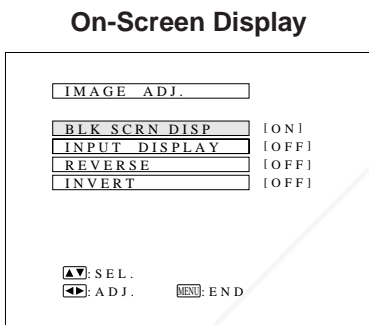 On-Screen Display
IMAGE ADJ.
BLK SCRN DISP [ON]
INPUT DISPLAY [OFF]
REVERSE [OFF]
INVERT [OFF]
▲▼:SEL.
◀▶:ADJ. MENU:END